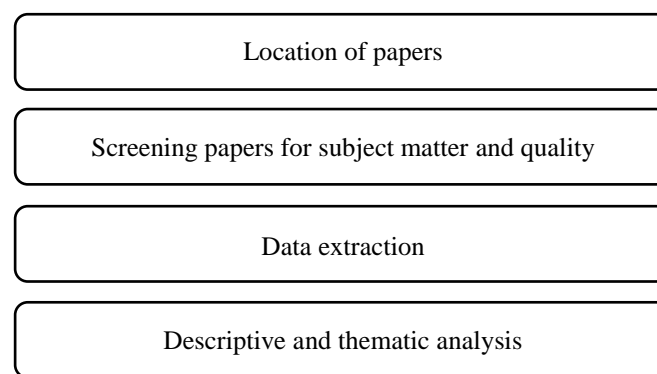 Location of papers
Screening papers for subject matter and quality
Data extraction
Descriptive and thematic analysis